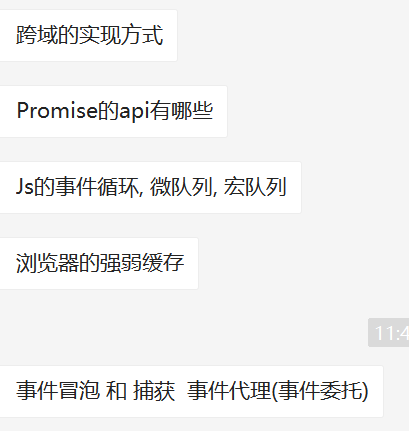 跨域的实现方式
Promise的api有哪些
Js的事件循环, 微队列, 宏队列
浏览器的强弱缓存
11:4
事件冒泡 和 捕获  事件代理(事件委托)